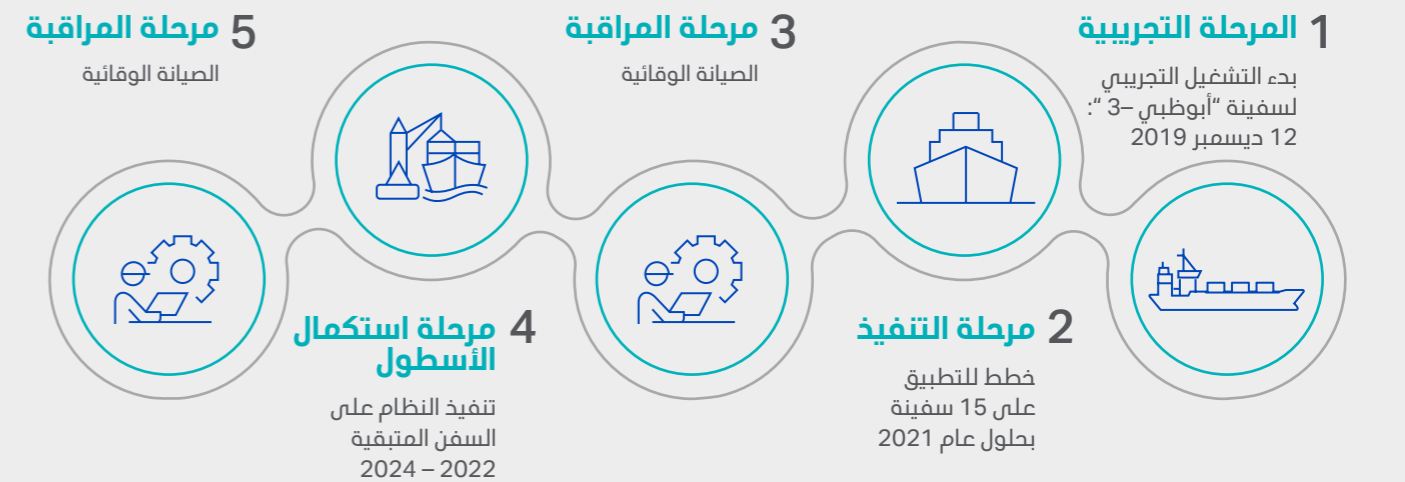 1 المرحلة التجريبية
بدء التشغيل التجريبي
لسفينة “أبوظبي –3 “:
12 ديسمبر 2019
2 مرحلة التنفيذ
خطط للتطبيق
على 15 سفينة
بحلول عام 2021
3 مرحلة المراقبة
الصيانة الوقائية
4 مرحلة استكمال
الأسطول
تنفيذ النظام على
السفن المتبقية
2022 – 2024
5 مرحلة المراقبة
الصيانة الوقائية